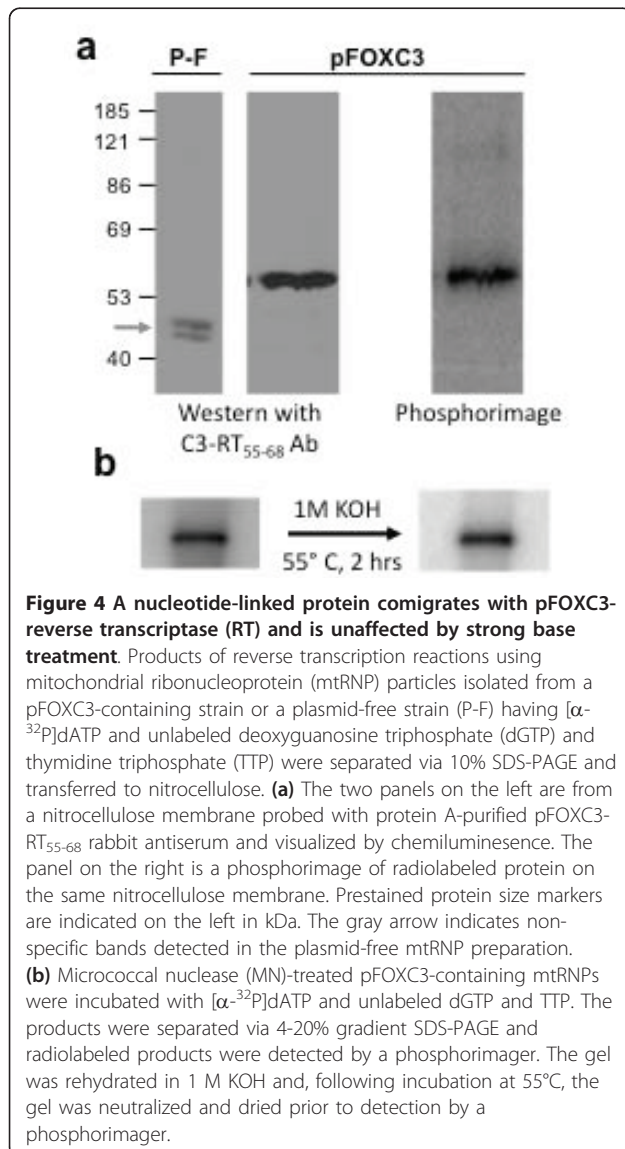 a
P-F pFOXC3
185
121
86
69
53
40
Western with Phosphorimage
C3-RT55-68 Ab
b
1M KOH
55° C, 2 hrs
Figure 4 A nucleotide-linked protein comigrates with pFOXC3-
reverse transcriptase (RT) and is unaffected by strong base
treatment. Products of reverse transcription reactions using
mitochondrial ribonucleoprotein (mtRNP) particles isolated from a
pFOXC3-containing strain or a plasmid-free strain (P-F) having [α-
32P]dATP and unlabeled deoxyguanosine triphosphate (dGTP) and
thymidine triphosphate (TTP) were separated via 10% SDS-PAGE and
transferred to nitrocellulose. (a) The two panels on the left are from
a nitrocellulose membrane probed with protein A-purified pFOXC3-
RT55-68 rabbit antiserum and visualized by chemiluminesence. The
panel on the right is a phosphorimage of radiolabeled protein on
the same nitrocellulose membrane. Prestained protein size markers
are indicated on the left in kDa. The gray arrow indicates non-
specific bands detected in the plasmid-free mtRNP preparation.
(b) Micrococcal nuclease (MN)-treated pFOXC3-containing mtRNPs
were incubated with [α-32P]dATP and unlabeled dGTP and TTP. The
products were separated via 4-20% gradient SDS-PAGE and
radiolabeled products were detected by a phosphorimager. The gel
was rehydrated in 1 M KOH and, following incubation at 55°C, the
gel was neutralized and dried prior to detection by a
phosphorimager.